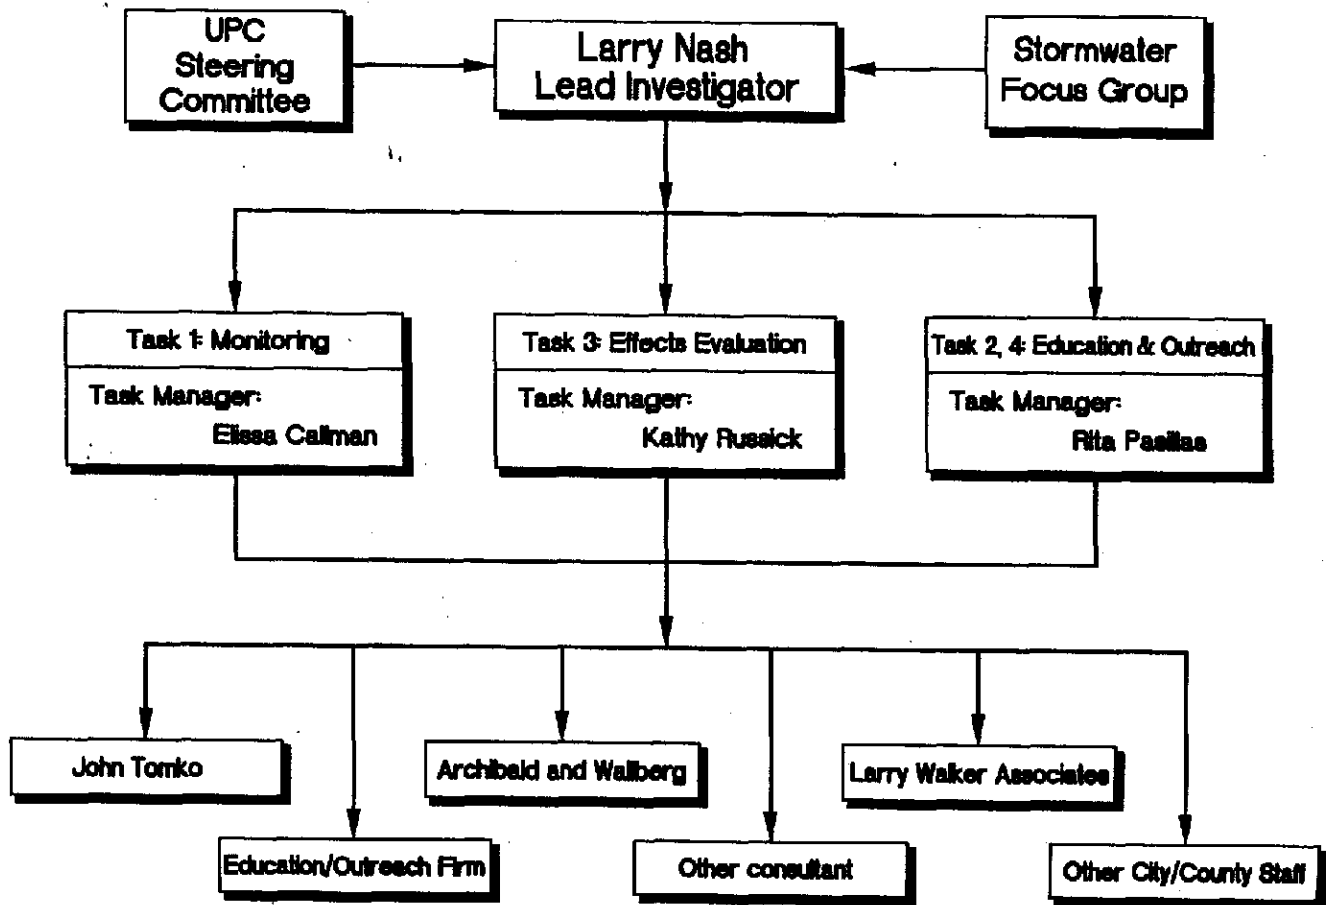 UPC
Steering
Committee
Larry Nash
Lead Investigator
Stormwater
Focus Group
Task 1: Monitoring
Task Manager:
Elissa Callman
Task 3: Effects Evaluation
Task Manager:
Kathy Russick
Task 2, 4: Education & Outreach
Task Manager:
Rita Pasillas
John Tomko
Archibald and Wallberg
Larry Walker Associates
Education/Outreach Firm
Other consultant
Other City/County Staff